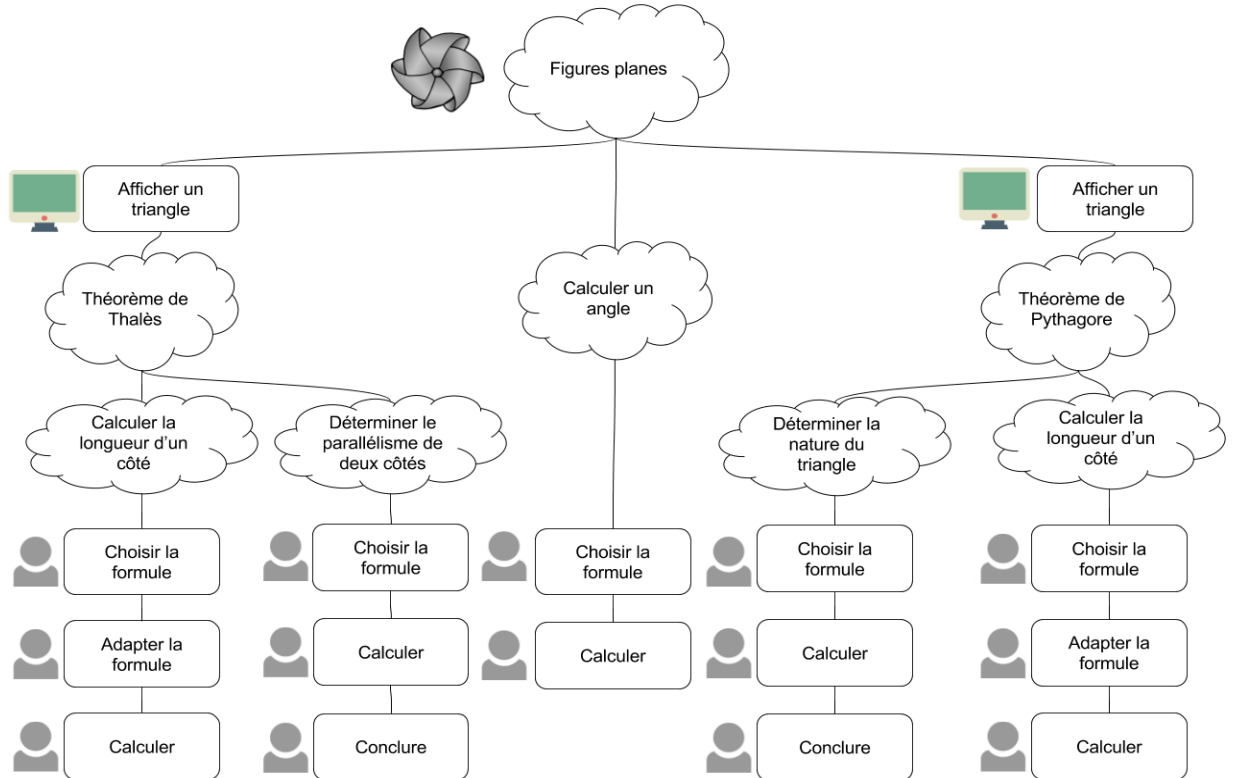 Figures planes
Afficher un
triangle
Afficher un
triangle
Théorème de
Thalès
Calculer un
angle
Théorème de
Pythagore
Calculer la
longueur d'un
côté
Déterminer le
parallélisme de
deux côtés
Déterminer la
nature du
triangle
Calculer la
longueur d'un
côté
Choisir la
formule
Choisir la
formule
Choisir la
formule
Choisir la
formule
Choisir la
formule
Adapter la
formule
Calculer
Calculer
Calculer
Adapter la
formule
Calculer
Conclure
Conclure
Calculer